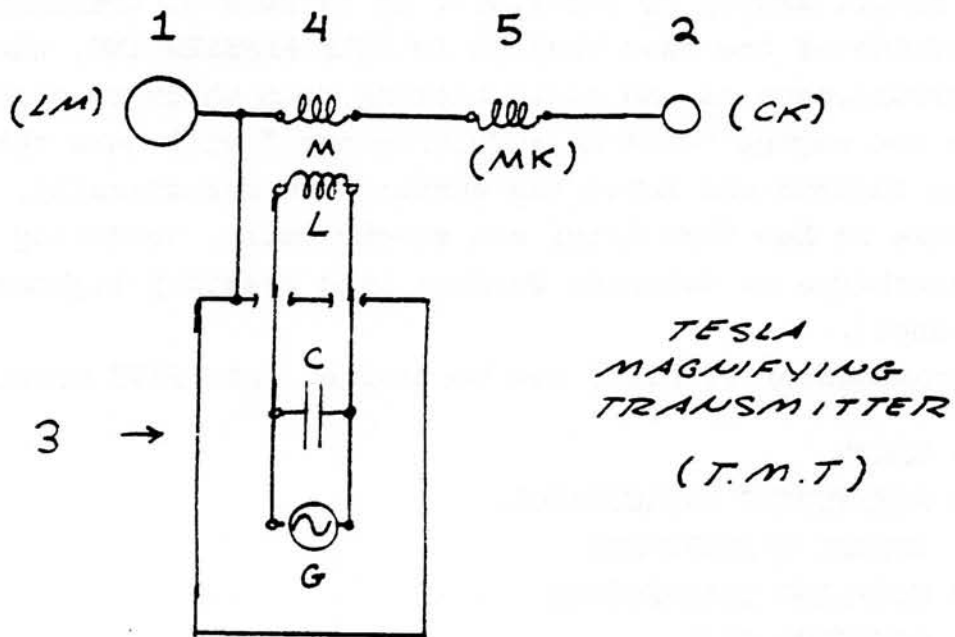 1 4 5 2
(LM) (CK)
M (MK)
L
C
3 →
G
TESLA
MAGNIFYING
TRANSMITTER
(T.M.T)